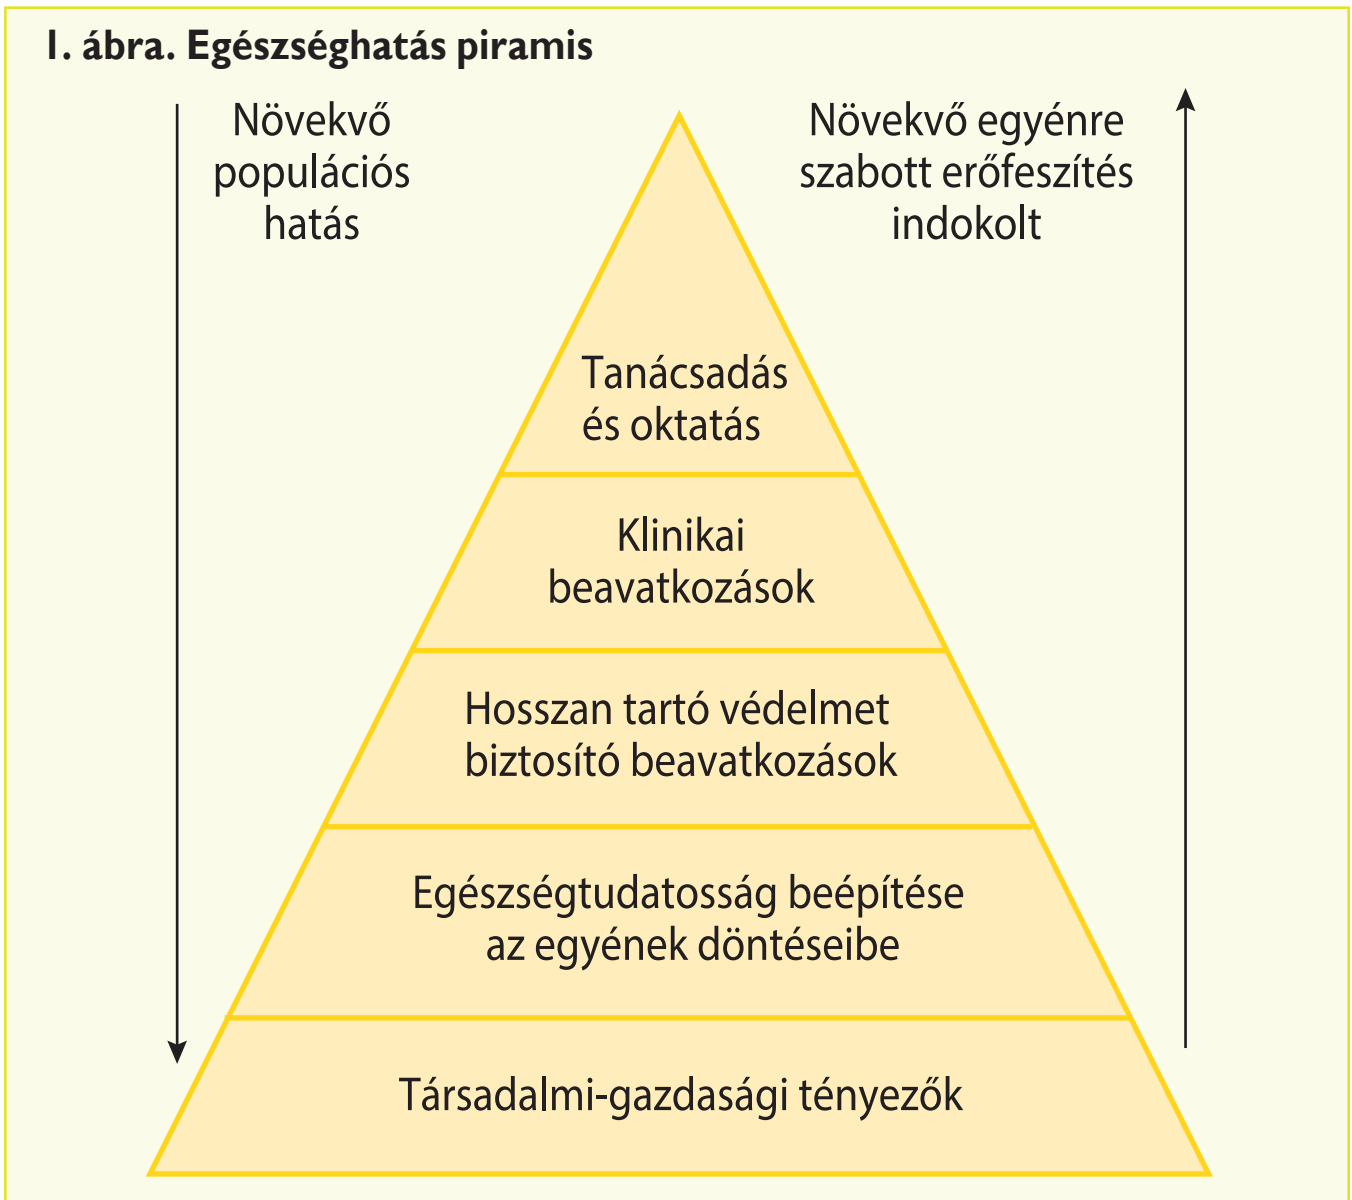 1. ábra. Egészséghatás piramis
Növekvő
populációs
hatás
Növekvő egyénre
szabott erőfeszítés
indokolt
Tanácsadás
és oktatás
Klinikai
beavatkozások
Hosszan tartó védelmet
biztosító beavatkozások
Egészségtudatosság beépítése
az egyének döntéseibe
Társadalmi-gazdasági tényezők